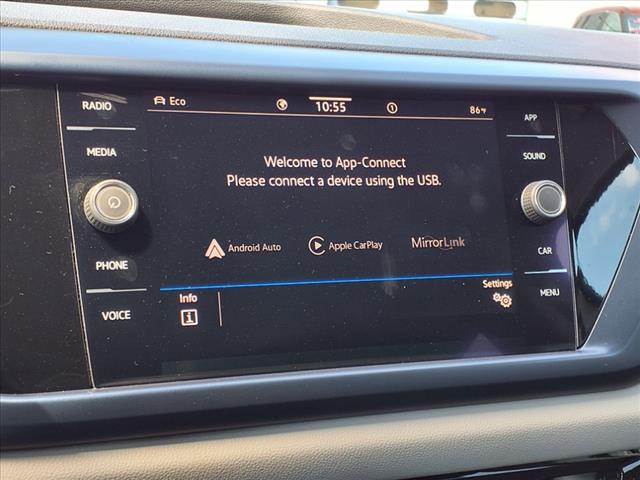 RADIO
MEDIA
PHONE
VOICE
Eco
10:55
86°F
Welcome to App-Connect
Please connect a device using the USB.
Android Auto
Apple CarPlay
MirrorLink
Info
Settings
APP
SOUND
CAR
MENU